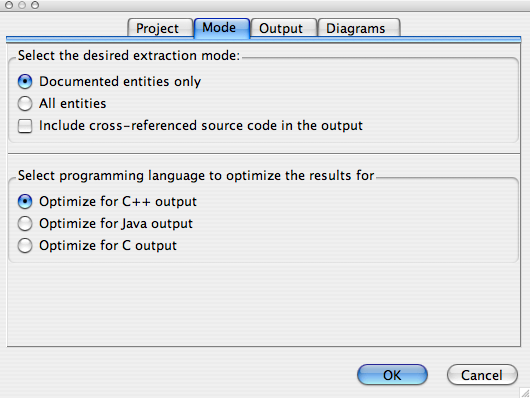 Project Mode Output Diagrams
Select the desired extraction mode:
Documented entities only
All entities
Include cross-referenced source code in the output
Select programming language to optimize the results for
Optimize for C++ output
Optimize for Java output
Optimize for C output
OK Cancel